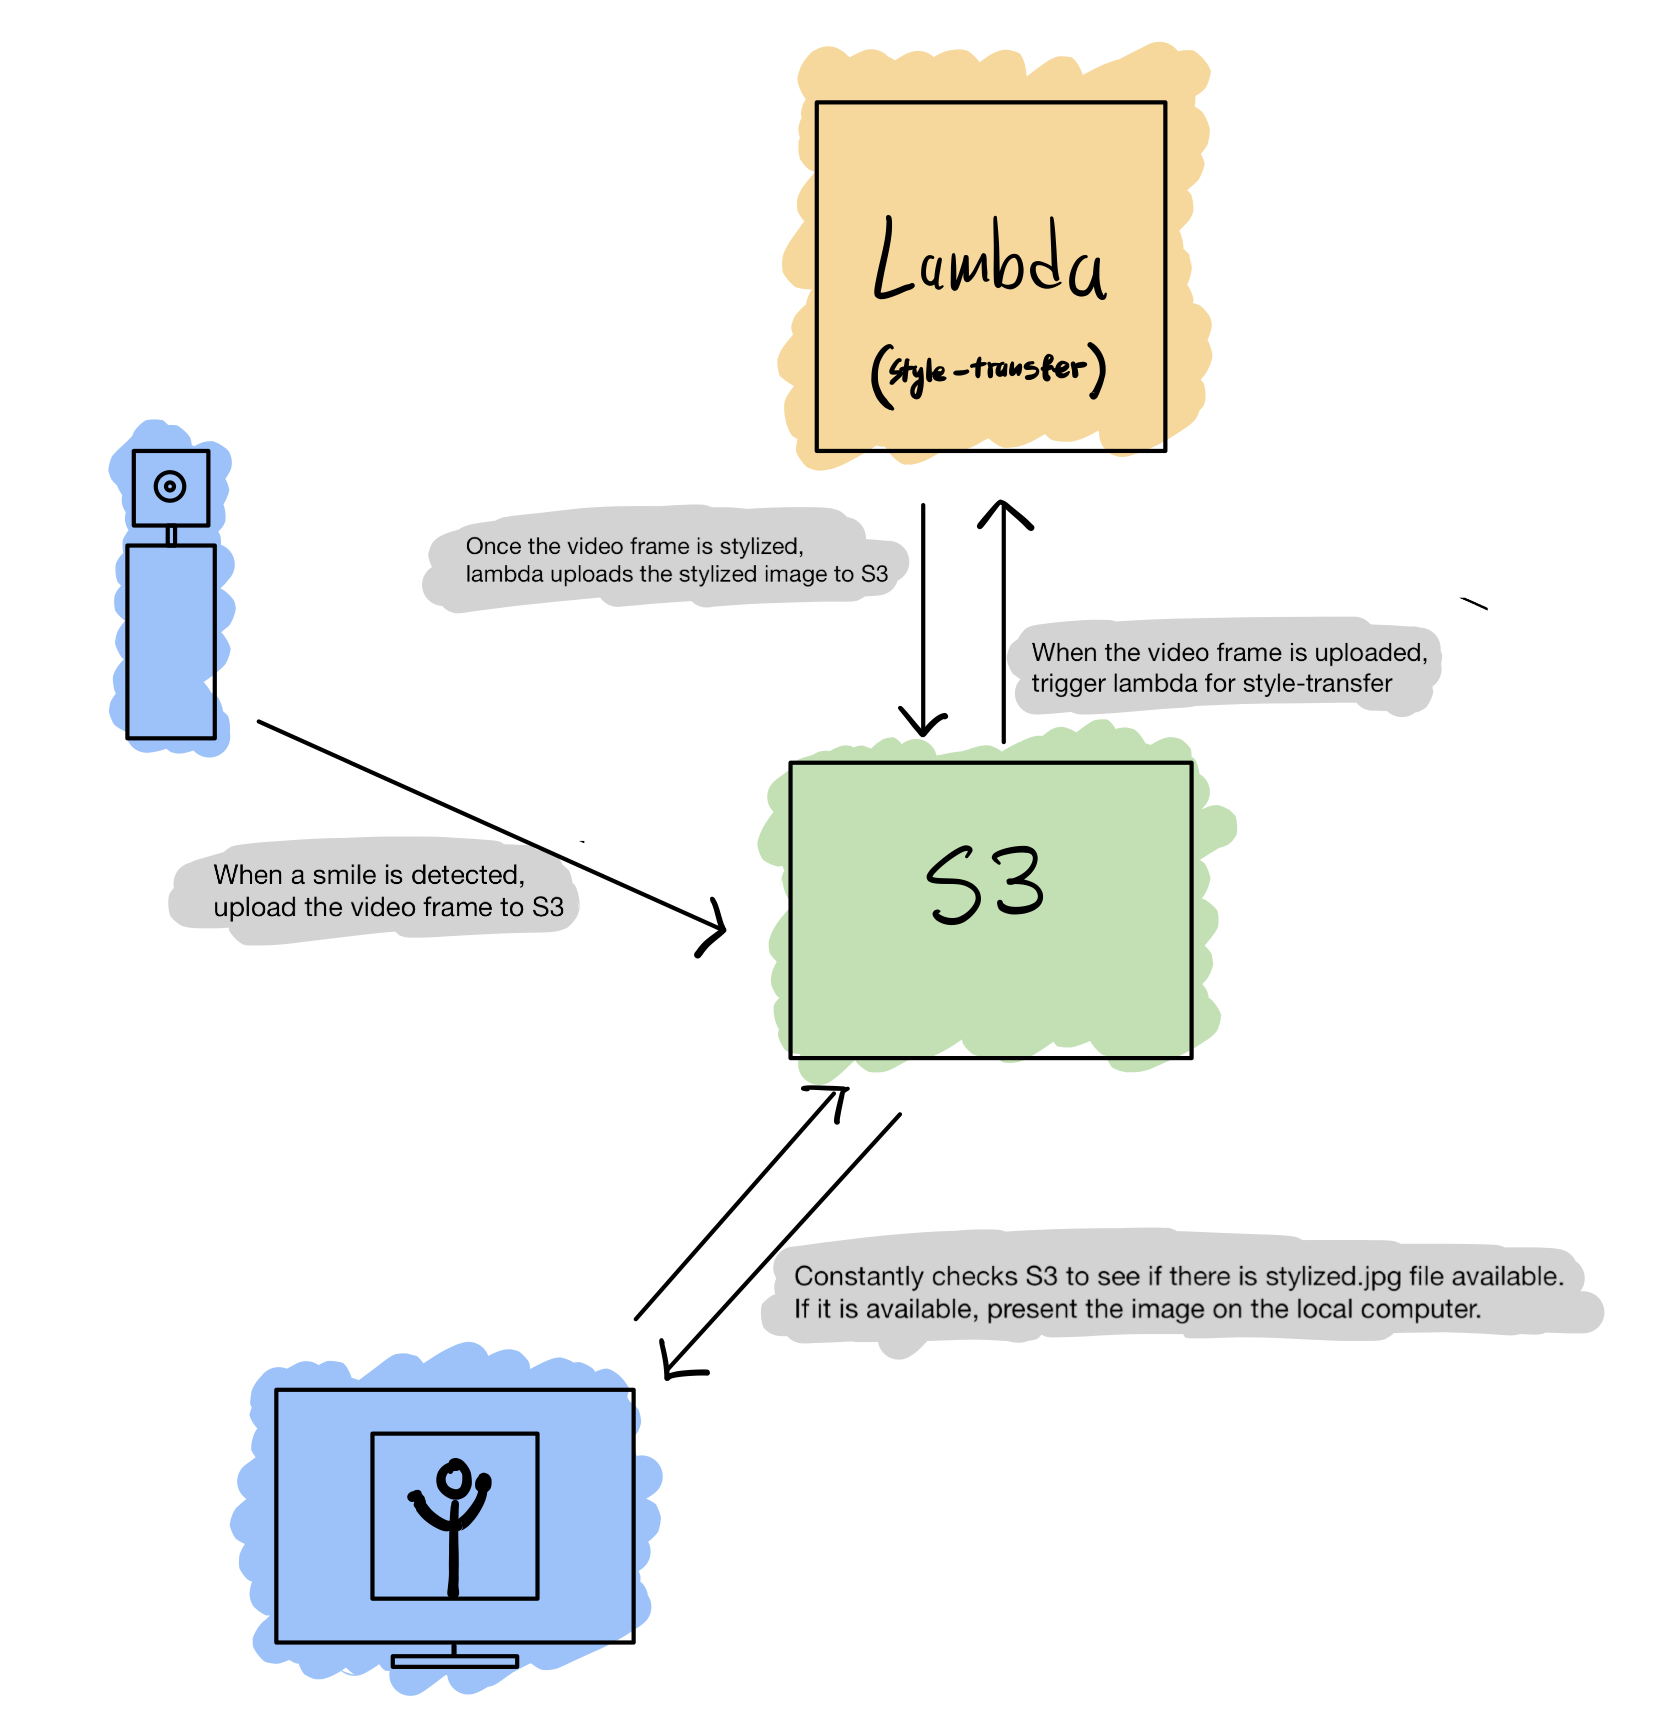 Lambda
(style-transfer)
Once the video frame is stylized,
lambda uploads the stylized image to S3
When the video frame is uploaded,
trigger lambda for style-transfer
When a smile is detected,
upload the video frame to S3
S3
Constantly checks S3 to see if there is stylized.jpg file available.
If it is available, present the image on the local computer.